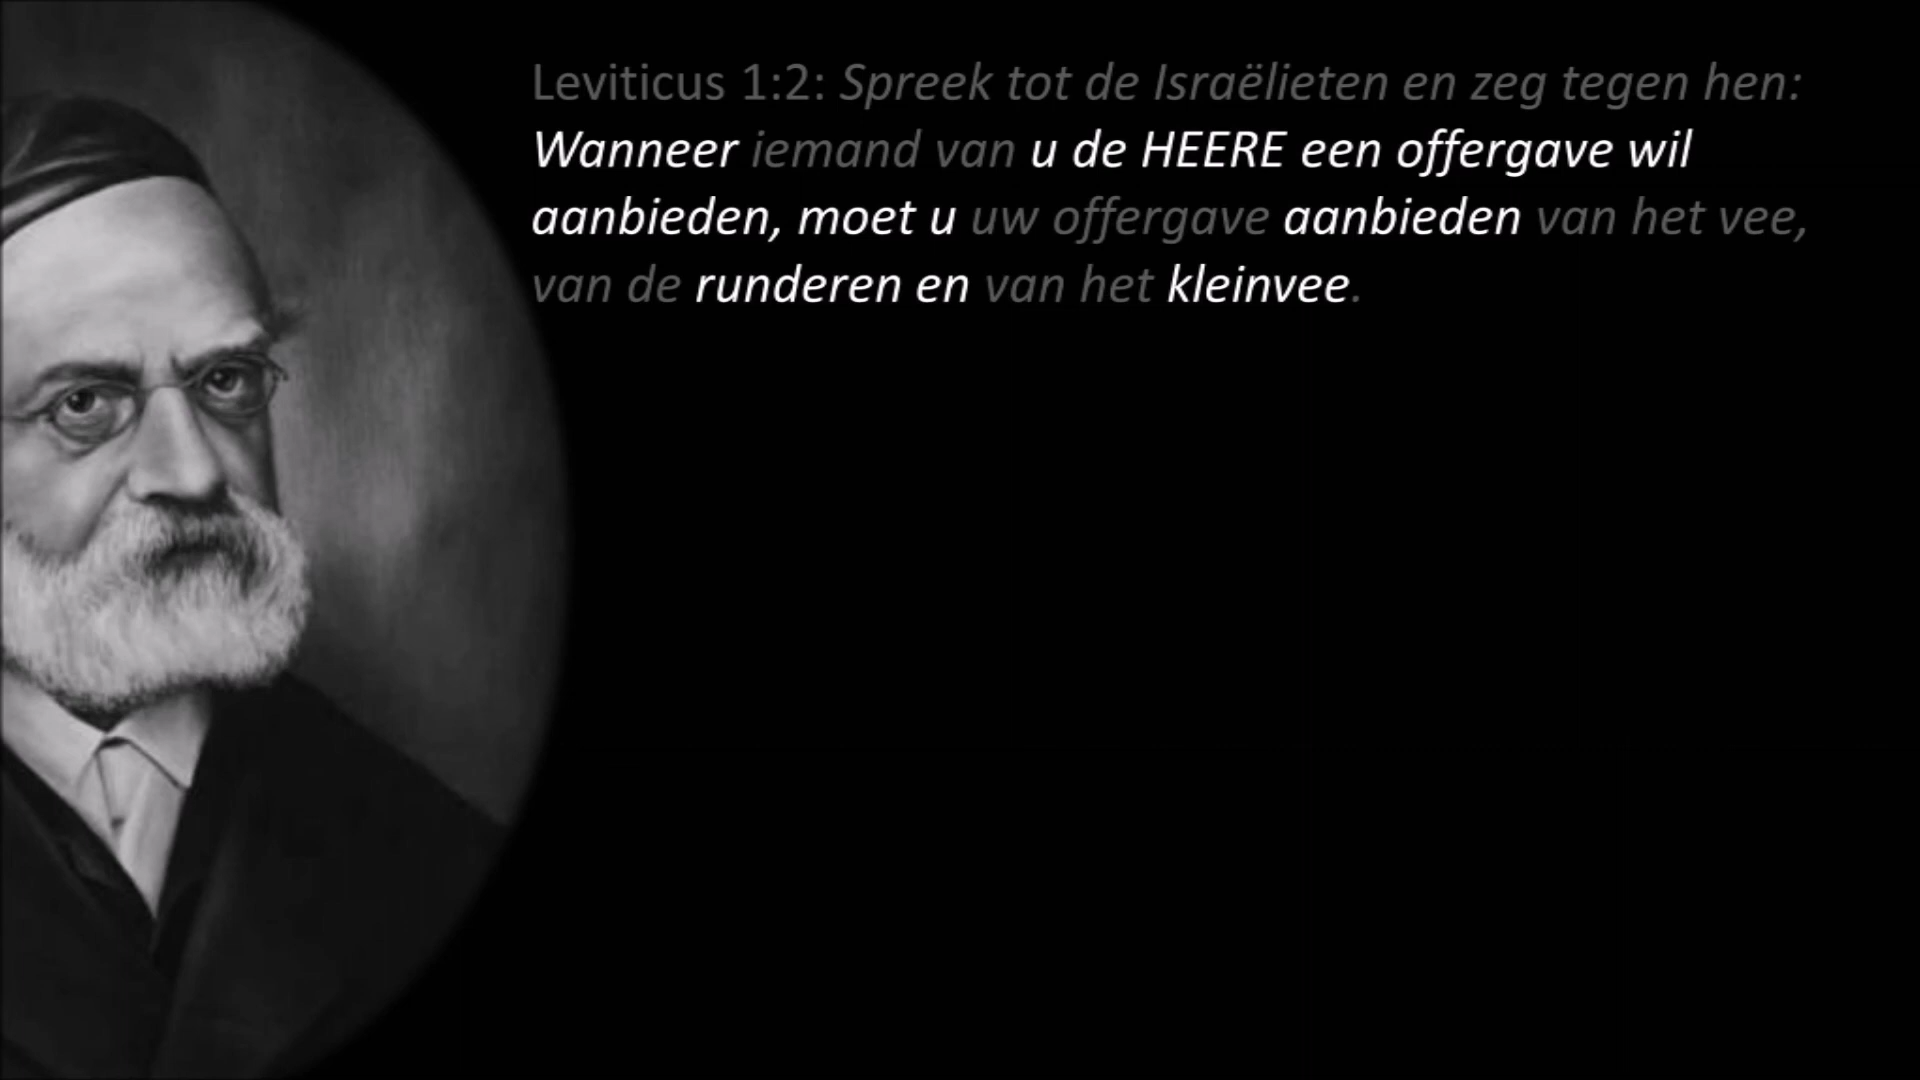 Leviticus 1:2: Spreek tot de Israëlieten en zeg tegen hen:
Wanneer iemand van u de HEERE een offergave wil
aanbieden, moet u uw offergave aanbieden van het vee,
van de runderen en van het kleinvee.